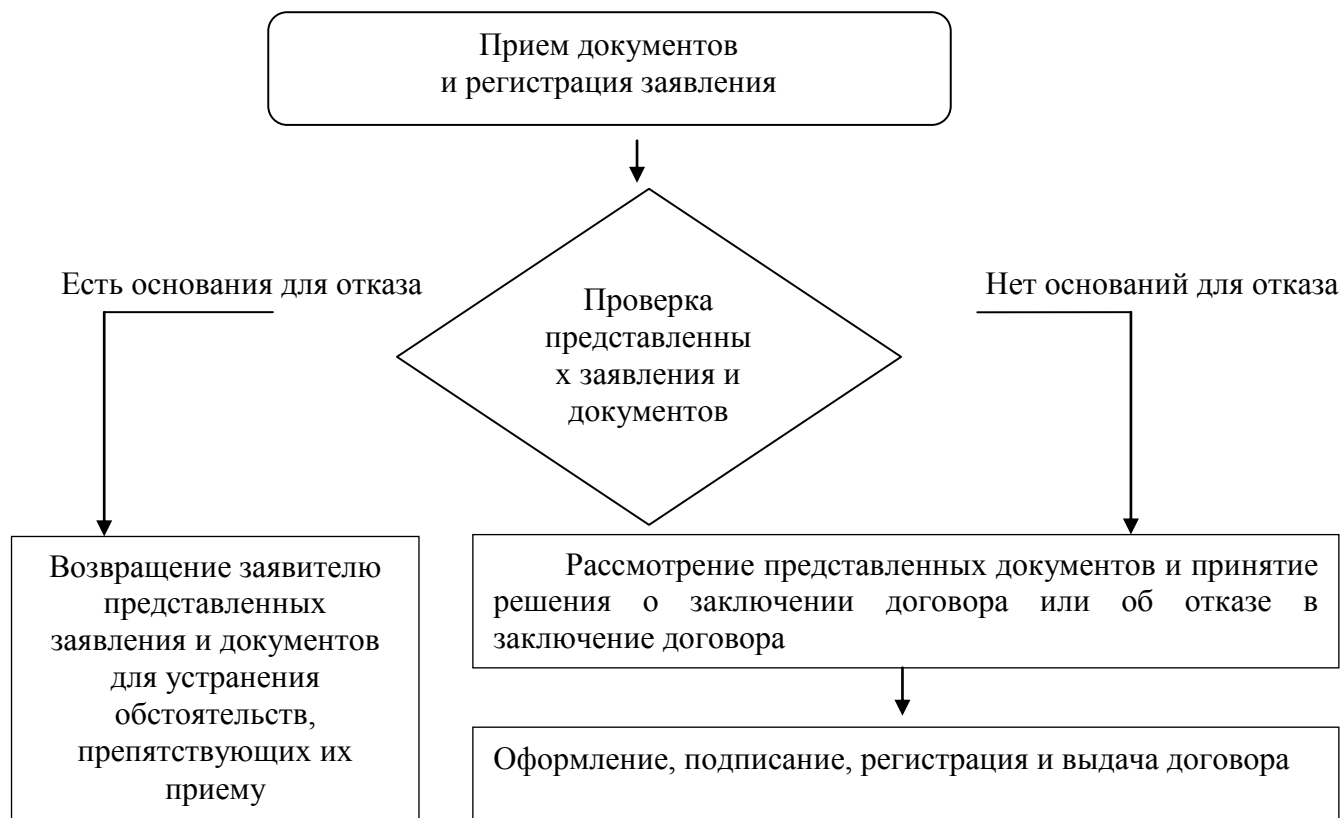 Прием документов
и регистрация заявления
Есть основания для отказа
Нет оснований для отказа
Проверка
представленны
х заявления и
документов
Возвращение заявителю
представленных
заявления и документов
для устранения
обстоятельств,
препятствующих их
приему
Рассмотрение представленных документов и принятие
решения о заключении договора или об отказе в
заключение договора
Оформление, подписание, регистрация и выдача договора